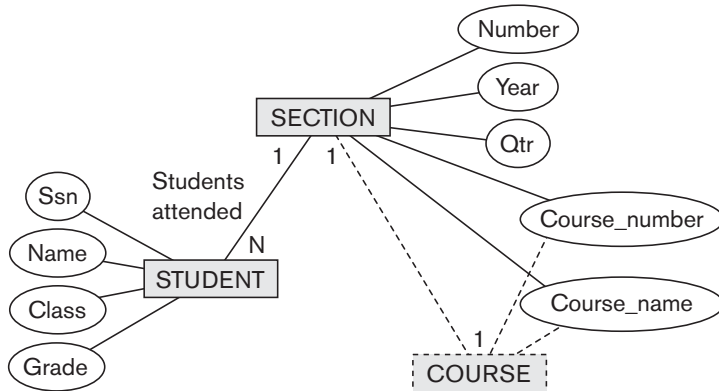 Number
Year
SECTION
Qtr
1
1
Students
attended
Ssn
Course_number
Name
N
STUDENT
Class
Course_name
Grade
1
COURSE